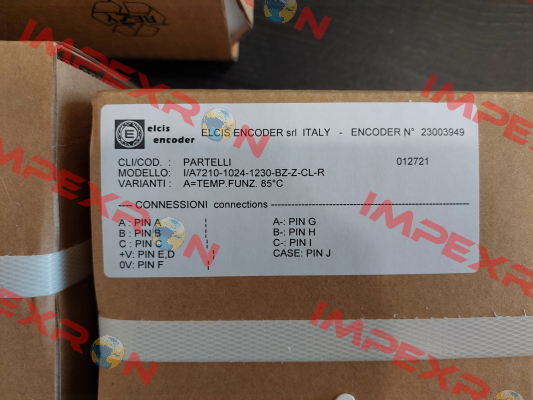 IMPEXRON
elcis encoder
ELCIS ENCODER srl ITALY - ENCODER N° 23003949
CLI/COD. : PARTELLI 012721
MODELLO: I/A7210-1024-1230-BZ-Z-CL-R
VARIANTI : A=TEMP.FUNZ. 85°C
---- CONNESSIONI connections ----
A : PIN A A-: PIN G
B : PIN B B-: PIN H
C : PIN C C-: PIN I
+V: PIN E,D CASE: PIN J
0V: PIN F
IMPEXRON
IMPEXRON